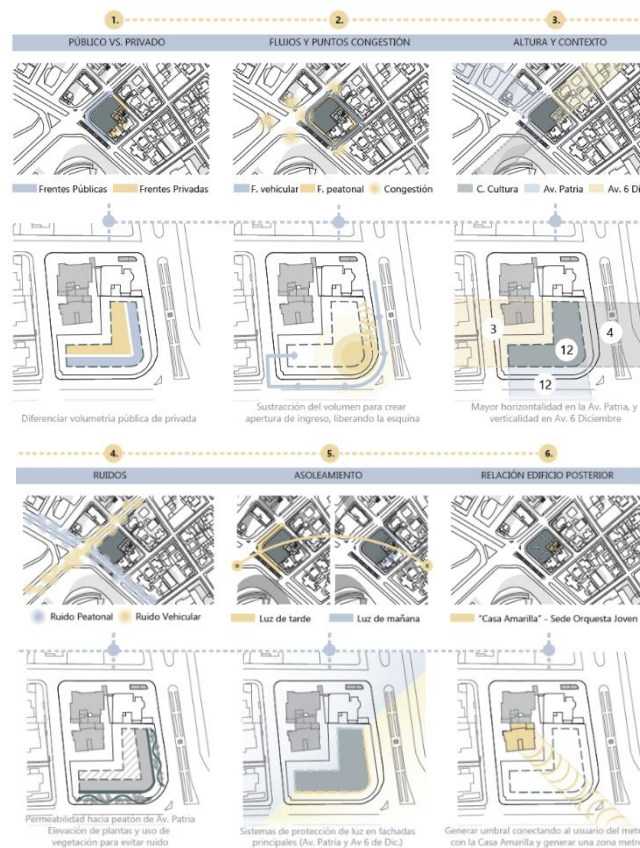 1.
2.
3.
PÚBLICO VS. PRIVADO
FLUJOS Y PUNTOS CONGESTIÓN
ALTURA Y CONTEXTO
Frentes Públicas
Frentes Privadas
F. vehicular
F. peatonal
Congestión
C. Cultura
Av. Patria
Av. 6 Di
3
12
4
12
Diferenciar volumetría pública de privada
Sustracción del volumen para crear
apertura de ingreso, liberando la esquina
Mayor horizontalidad en la Av. Patria, y
verticalidad en Av. 6 Diciembre
4.
5.
6.
RUIDOS
ASOLEAMIENTO
RELACIÓN EDIFICIO POSTERIOR
Ruido Peatonal
Ruido Vehicular
Luz de tarde
Luz de mañana
"Casa Amarilla" - Sede Orquesta Joven
Permeabilidad hacia peatón de Av. Patria
Elevación de plantas y uso de
vegetación para evitar ruido
Sistemas de protección de luz en fachadas
principales (Av. Patria y Av 6 de Dic.)
Generar umbral conectando al usuario del metr
con la Casa Amarilla y generar una zona metr